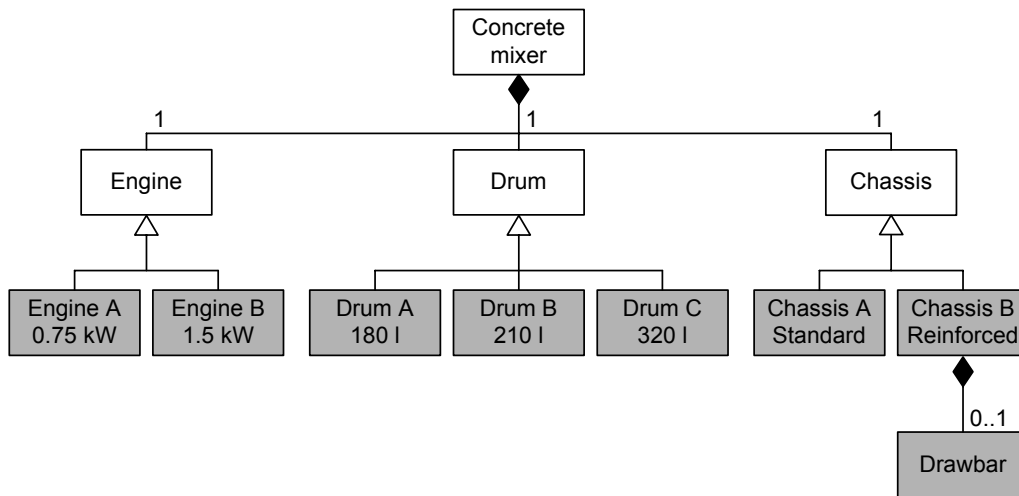 Concrete
mixer
1
1
1
Engine
Drum
Chassis
Engine A
0.75 kW
Engine B
1.5 kW
Drum A
180 l
Drum B
210 l
Drum C
320 l
Chassis A
Standard
Chassis B
Reinforced
0..1
Drawbar